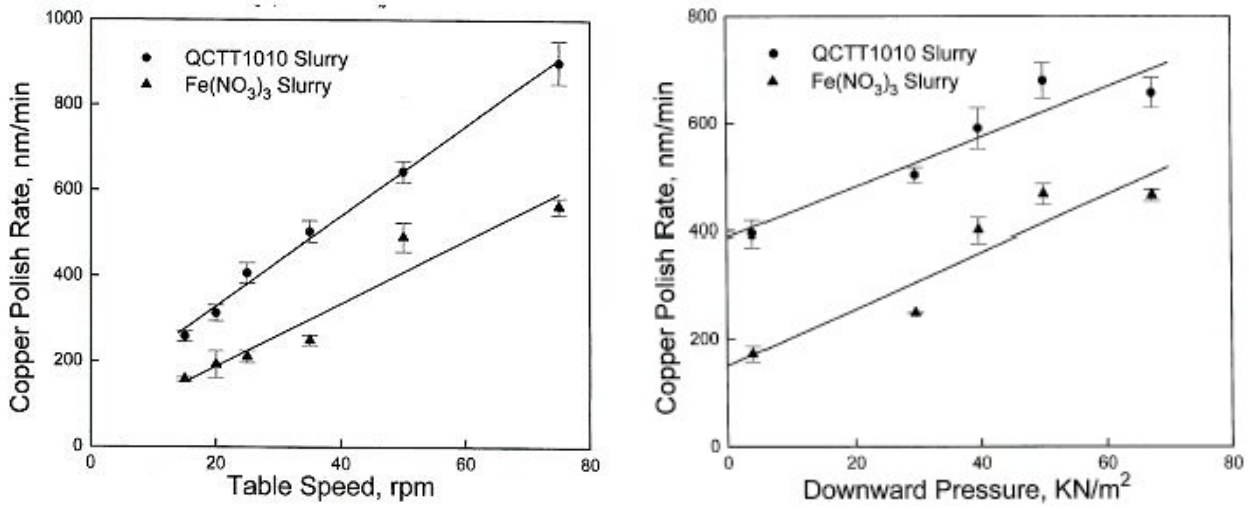 1000
800
600
400
200
0
0
20
40
60
80
QCTT1010 Slurry
Fe(NO3)3 Slurry
Copper Polish Rate, nm/min
Table Speed, rpm
800
600
400
200
0
0
20
40
60
80
QCTT1010 Slurry
Fe(NO3)3 Slurry
Copper Polish Rate, nm/min
Downward Pressure, KN/m2